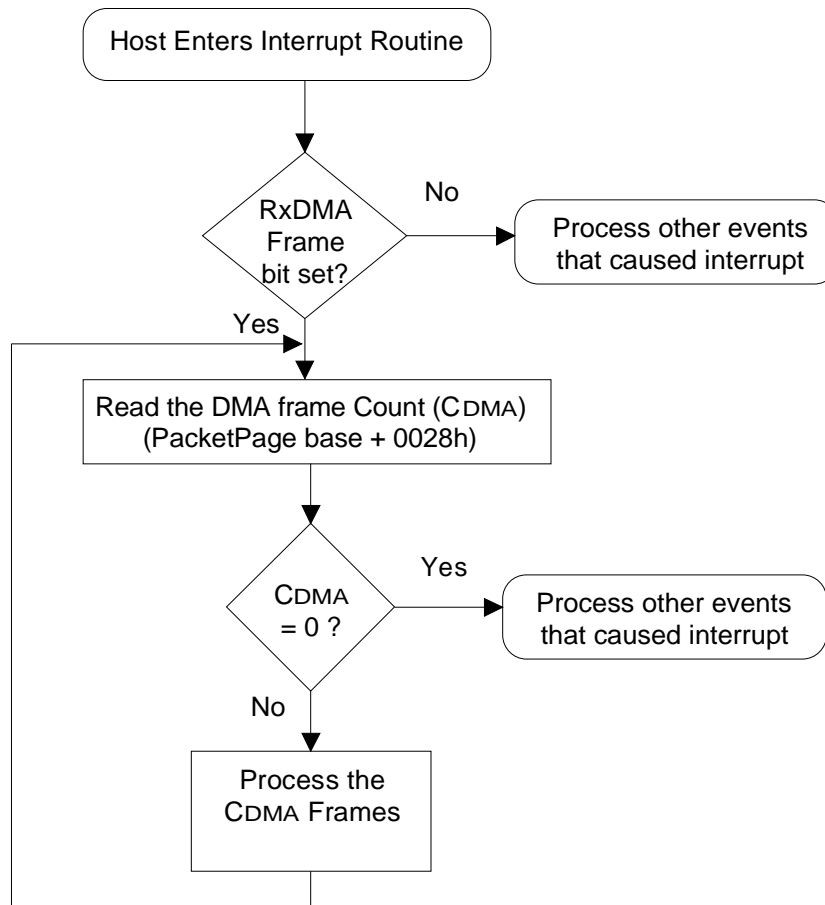 Host Enters Interrupt Routine
RxDMA
Frame
bit set?
No
Process other events
that caused interrupt
Yes
Read the DMA frame Count (CDMA)
(PacketPage base + 0028h)
CDMA
= 0 ?
Yes
Process other events
that caused interrupt
No
Process the
CDMA Frames